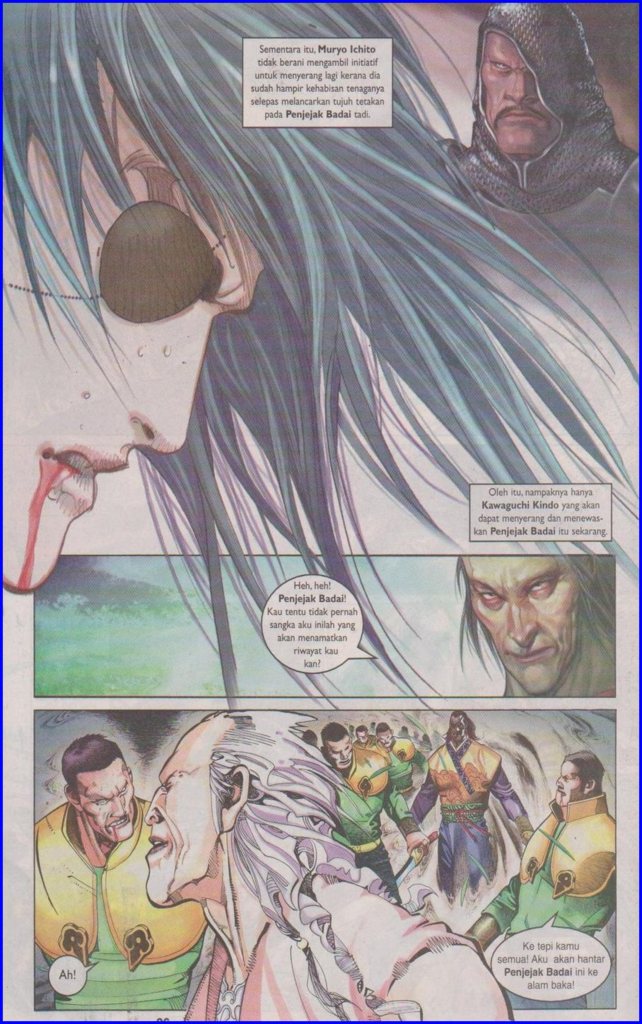 Sementara itu, Muryo Ichito
tidak berani mengambil initiatif
untuk menyerang lagi kerana dia
sudah hampir kehabisan tenaganya
selepas melancarkan tujuh tetakan
pada Penjejak Badai tadi.
Oleh itu, nampaknya hanya
Kawaguchi Kindo yang akan
dapat menyerang dan menewas-
kan Penjejak Badai itu sekarang.
Heh, heh!
Penjejak Badai!
Kau tentu tidak pernah
sangka aku inilah yang
akan menamatkan
riwayat kau
kan?
Ah!
Ke tepi kamu
semua! Aku akan hantar
Penjejak Badai ini ke
alam baka!